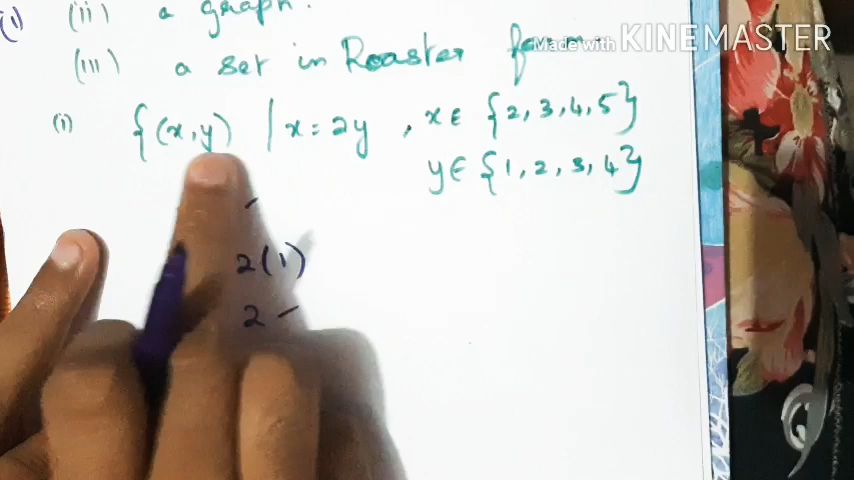 (i) (ii) a graph.
(iii) a set in Roaster form.
Made with KINEMASTER
(i) {(x,y) | x = 2y , x ∈ {2, 3, 4, 5}
y ∈ {1, 2, 3, 4}
2(1)
2